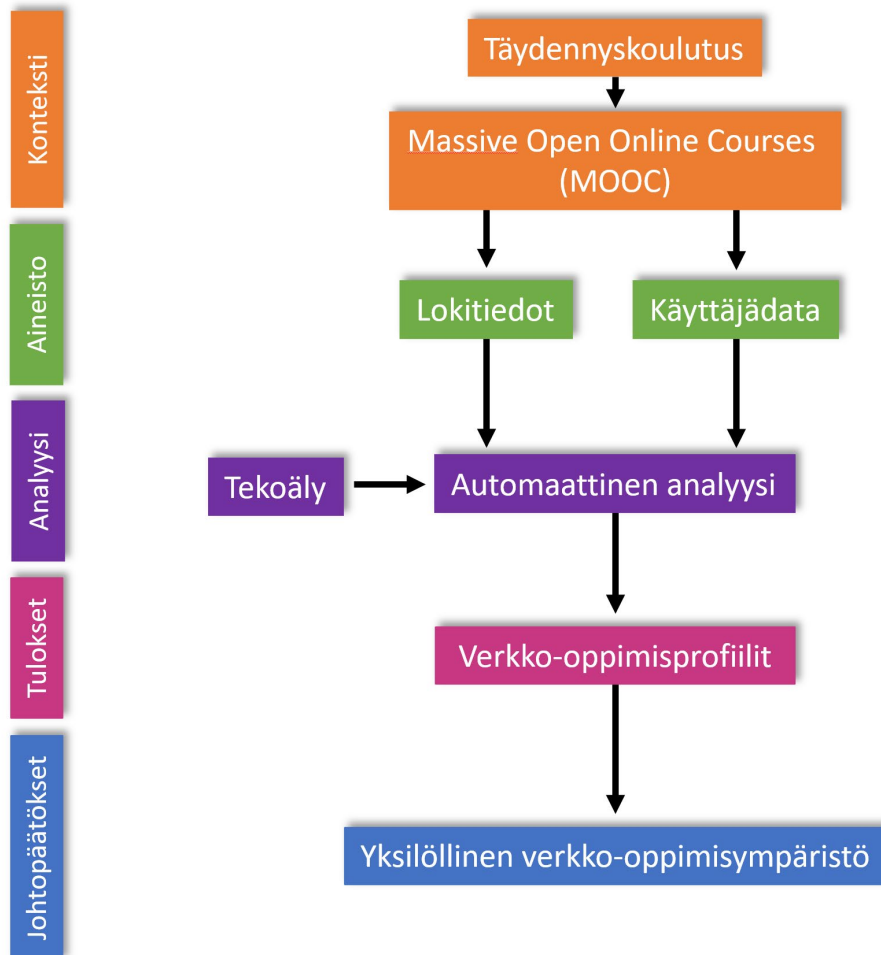 Konteksti
Täydennyskoulutus
Massive Open Online Courses
(MOOC)
Aineisto
Lokitiedot
Käyttäjädata
Analyysi
Tekoäly
Automaattinen analyysi
Tulokset
Verkko-oppimisprofiilit
Johtopäätökset
Yksilöllinen verkko-oppimisympäristö